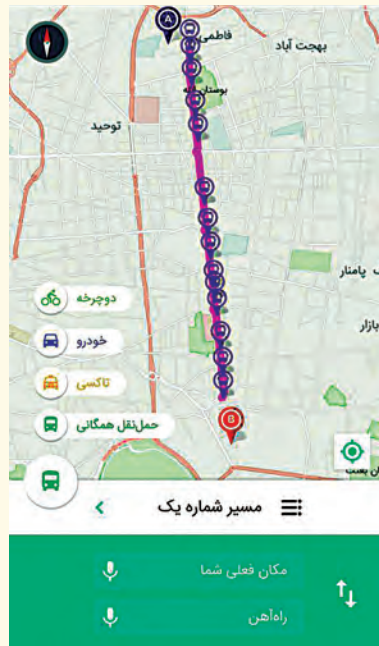 A
فاطمی
بهجت آباد
بوستان لاله
توحید
پامنار
دوچرخه
بازار
خودرو
تاکسی
حمل‌نقل همگانی
B
مسیر شماره یک
مکان فعلی شما
راه‌آهن